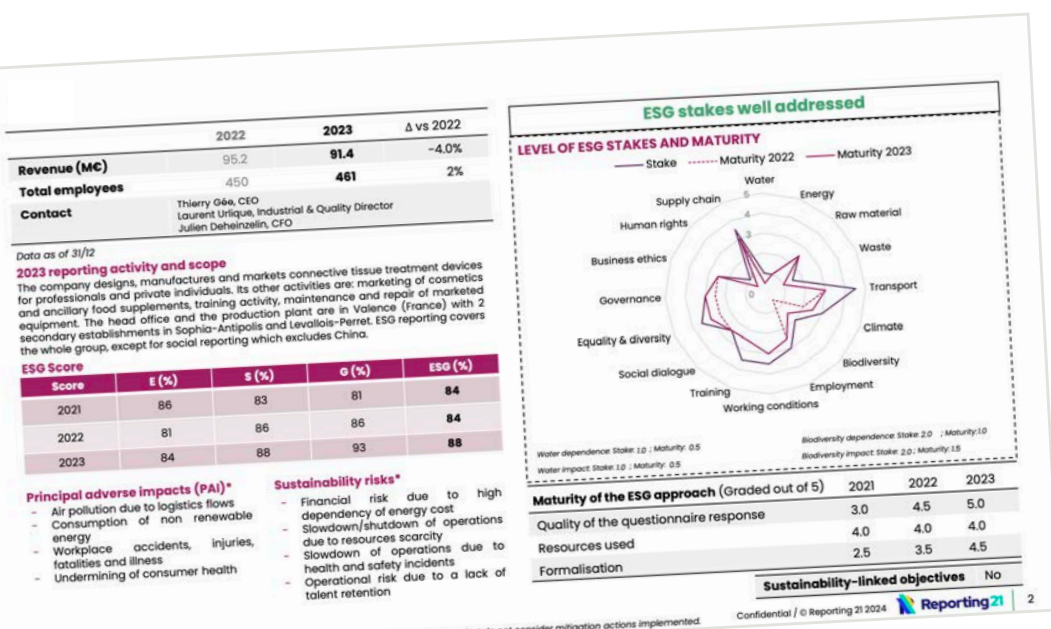 2022 2023 Δ vs 2022
Revenue (M€) 95.2 91.4 -4.0%
Total employees 450 461 2%
Contact Thierry Gée, CEO
Laurent Urlique, Industrial & Quality Director
Julien Deheinzelin, CFO
Data as of 31/12
2023 reporting activity and scope
The company designs, manufactures and markets connective tissue treatment devices
for professionals and private individuals. Its other activities are: marketing of cosmetics
and ancillary food supplements, training activity, maintenance and repair of marketed
equipment. The head office and the production plant are in Valence (France) with 2
secondary establishments in Sophia-Antipolis and Levallois-Perret. ESG reporting covers
the whole group, except for social reporting which excludes China.
ESG Score
Score E (%) S (%) G (%) ESG (%)
2021 86 83 81 84
2022 81 86 86 84
2023 84 88 93 88
Principal adverse impacts (PAI)*
- Air pollution due to logistics flows
- Consumption of non renewable
energy
- Workplace accidents, injuries,
fatalities and illness
- Undermining of consumer health
Sustainability risks*
- Financial risk due to high
dependency of energy cost
- Slowdown/shutdown of operations
due to resources scarcity
- Slowdown of operations due to
health and safety incidents
- Operational risk due to a lack of
talent retention
ESG stakes well addressed
LEVEL OF ESG STAKES AND MATURITY
Stake Maturity 2022 Maturity 2023
Water
Energy
Raw material
Waste
Transport
Climate
Biodiversity
Employment
Working conditions
Training
Social dialogue
Equality & diversity
Governance
Business ethics
Human rights
Supply chain
5
4
3
0
Water dependence: Stake: 1.0 ; Maturity: 0.5
Water impact: Stake: 1.0 ; Maturity: 0.5
Biodiversity dependence: Stake: 2.0 ; Maturity:1.0
Biodiversity impact: Stake: 2.0 ; Maturity: 1.5
Maturity of the ESG approach (Graded out of 5) 2021 2022 2023
Quality of the questionnaire response 3.0 4.5 5.0
Resources used 4.0 4.0 4.0
Formalisation 2.5 3.5 4.5
Sustainability-linked objectives No
consider mitigation actions implemented.
Confidential / © Reporting 21 2024 Reporting21 2